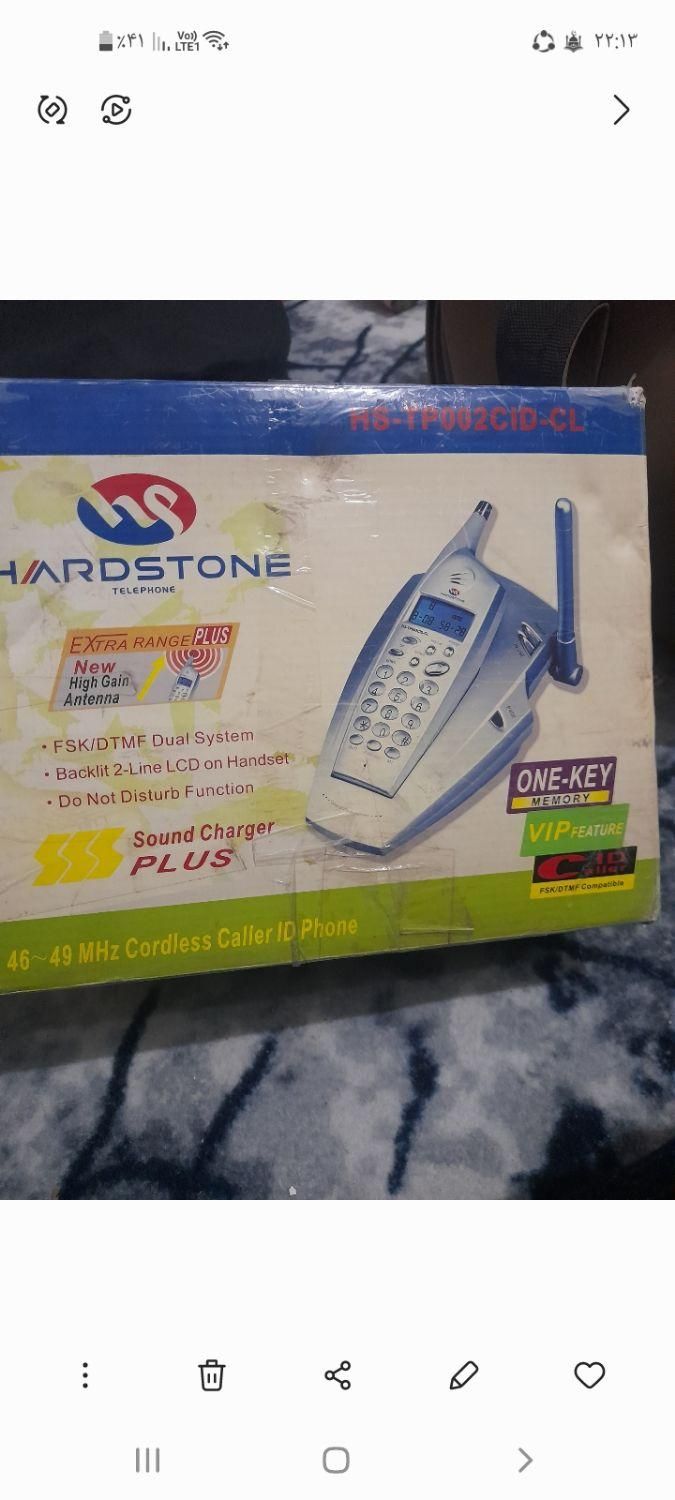 ٪۴۱
Vo))
LTE1
۲۲:۱۳
HS-TP002CID-CL
HARDSTONE
TELEPHONE
EXTRA RANGE PLUS
New
High Gain
Antenna
• FSK/DTMF Dual System
• Backlit 2-Line LCD on Handset
• Do Not Disturb Function
Sound Charger
PLUS
ONE-KEY
MEMORY
VIP FEATURE
CID
Caller
FSK/DTMF Compatible
46~49 MHz Cordless Caller ID Phone